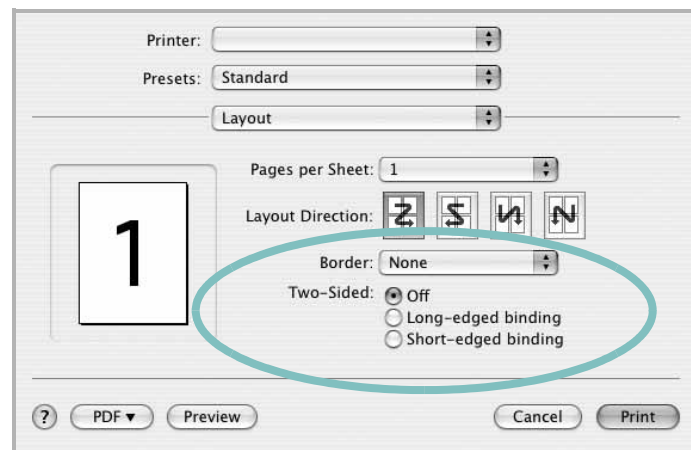 Printer:
Presets: Standard
Layout
Pages per Sheet: 1
Layout Direction:
1
Border: None
Two-Sided: Off
Long-edged binding
Short-edged binding
? PDF ▼ Preview Cancel Print